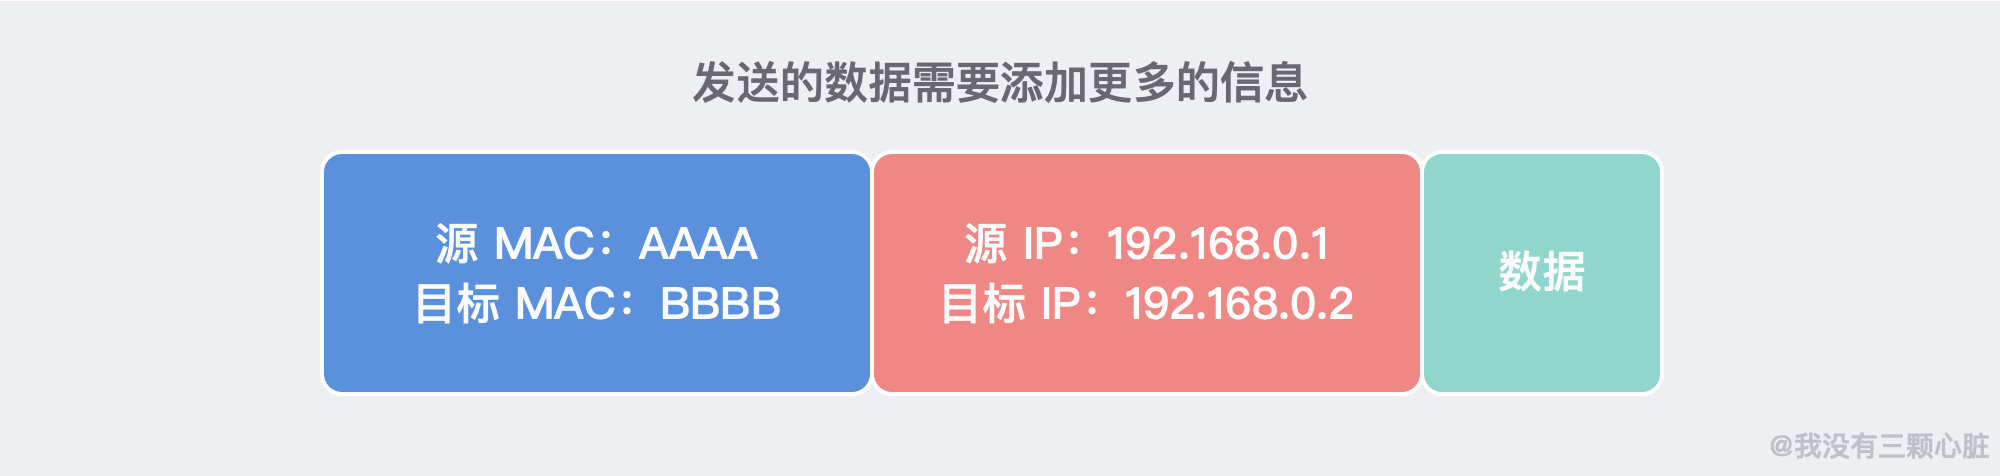 发送的数据需要添加更多的信息
源 MAC：AAAA
目标 MAC：BBBB
源 IP：192.168.0.1
目标 IP：192.168.0.2
数据
@我没有三颗心脏